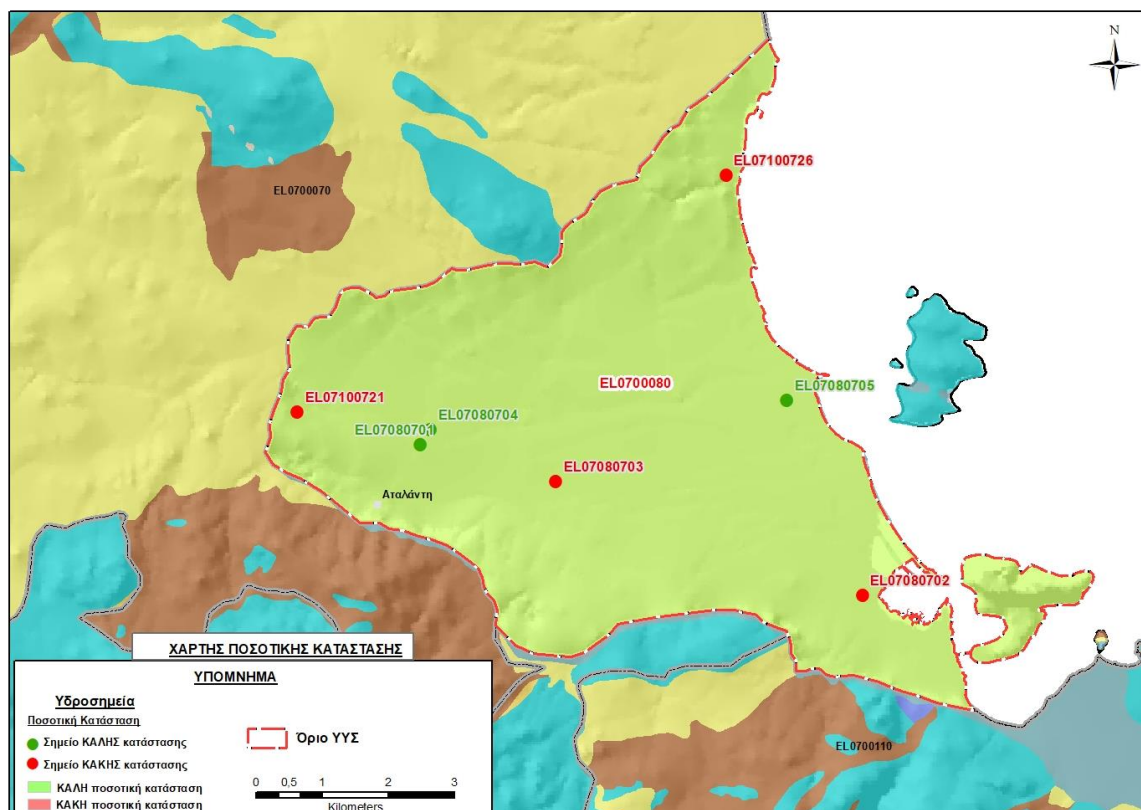 N
EL07100726
EL0700070
EL0700080
EL07080705
EL07100721
EL07080704
EL07080701
EL07080703
Αταλάντη
EL07080702
ΧΑΡΤΗΣ ΠΟΣΟΤΙΚΗΣ ΚΑΤΑΣΤΑΣΗΣ
ΥΠΟΜΝΗΜΑ
Υδροσημεία
Ποσοτική Κατάσταση
Σημείο ΚΑΛΗΣ κατάστασης
Όριο ΥΥΣ
Σημείο ΚΑΚΗΣ κατάστασης
ΚΑΛΗ ποσοτική κατάσταση
ΚΑΚΗ ποσοτική κατάσταση
0 0,5 1 2 3
Kilometers
EL0700110